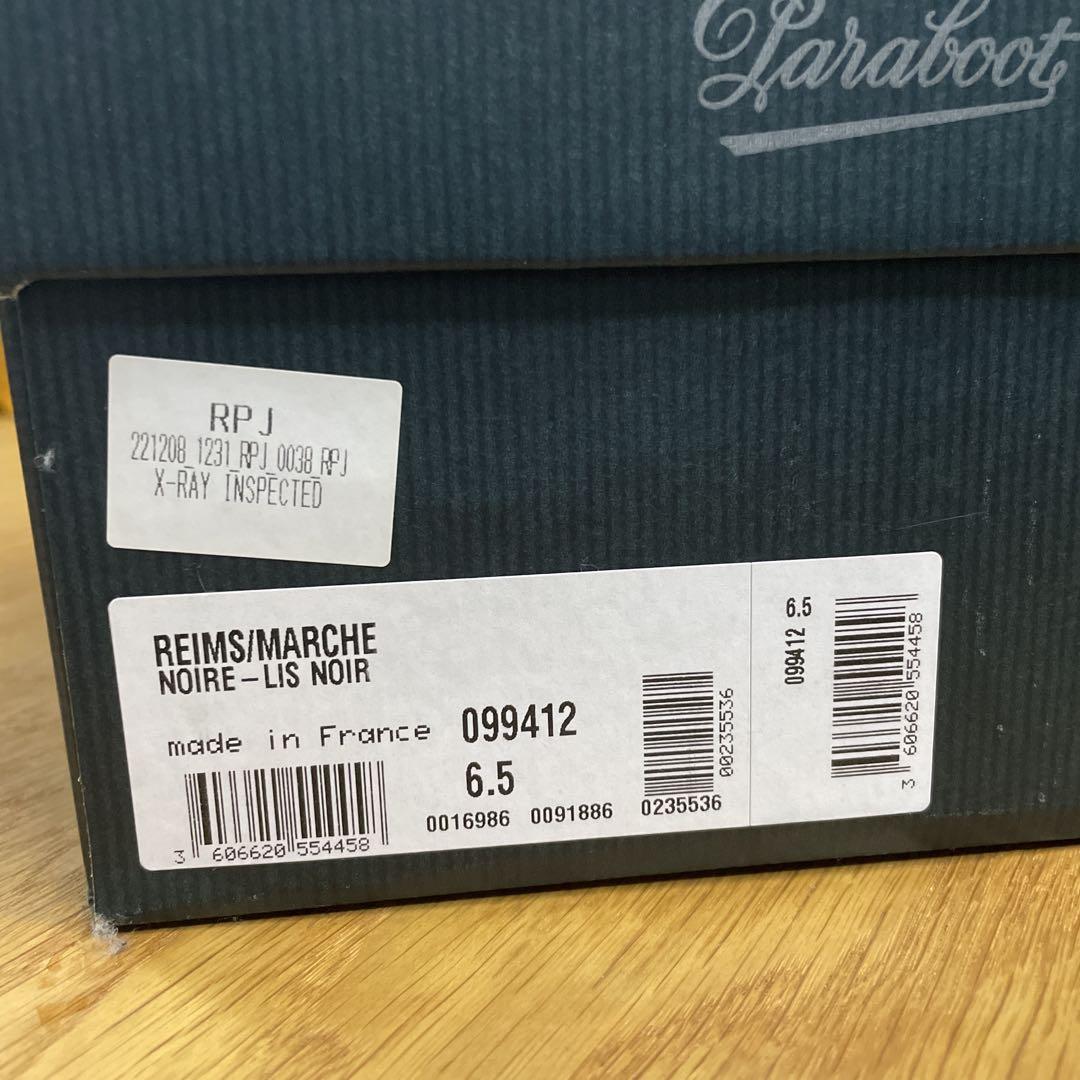 Paraboot
RPJ
221208_1231_RPJ_0038_RPJ
X-RAY INSPECTED
REIMS/MARCHE
NOIRE-LIS NOIR
made in France 099412
6.5
0016986 0091886 0235536
3 606620 554458
00235536
099412 6.5
3 606620 554458